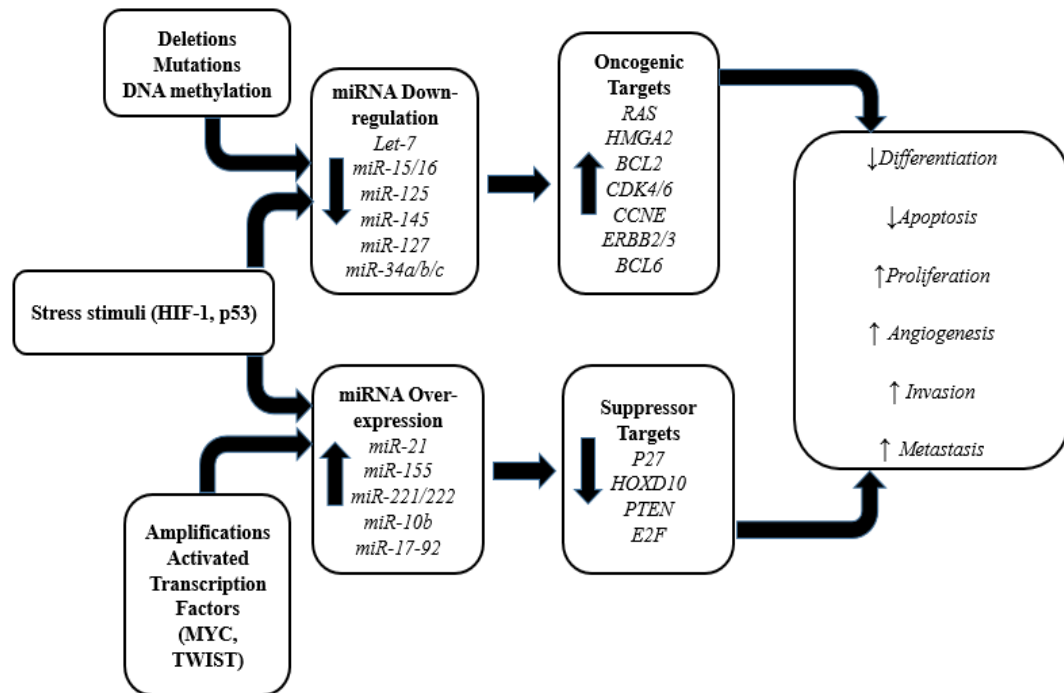 Deletions
Mutations
DNA methylation
miRNA Down-
regulation
Let-7
miR-15/16
miR-125
miR-145
miR-127
miR-34a/b/c
Oncogenic
Targets
RAS
HMGA2
BCL2
CDK4/6
CCNE
ERBB2/3
BCL6
Stress stimuli (HIF-1, p53)
miRNA Over-
expression
miR-21
miR-155
miR-221/222
miR-10b
miR-17-92
Suppressor
Targets
P27
HOXD10
PTEN
E2F
Amplifications
Activated
Transcription
Factors
(MYC,
TWIST)
↓Differentiation
↓Apoptosis
↑Proliferation
↑ Angiogenesis
↑ Invasion
↑ Metastasis